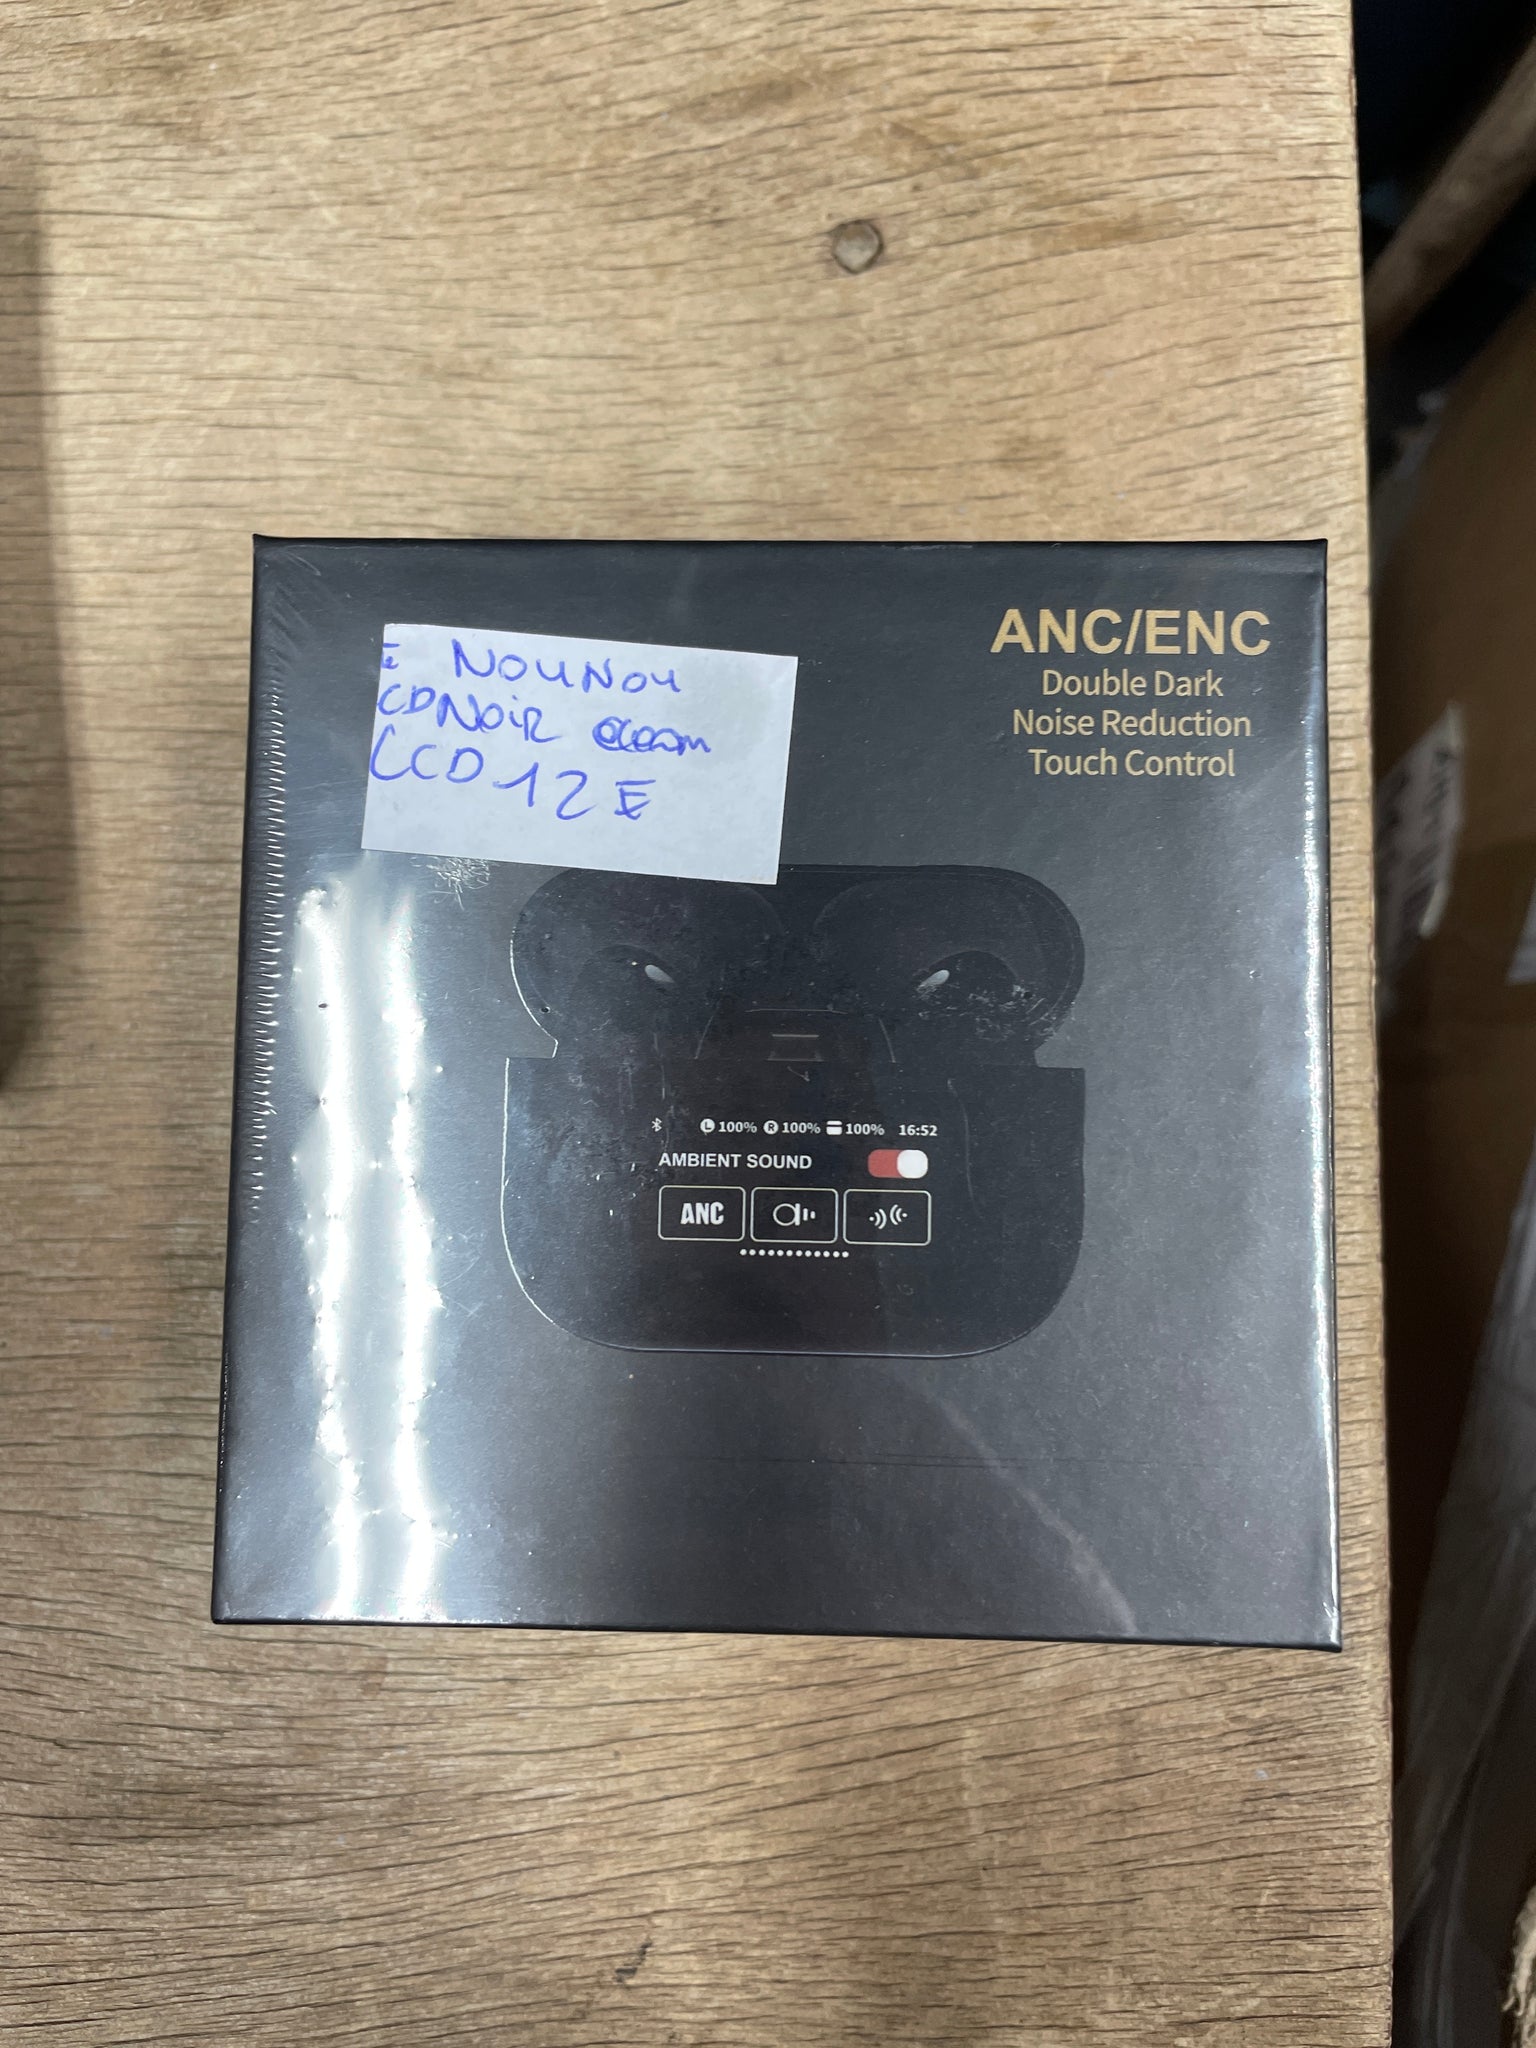 NOUNOU
CDNOIR
LCD 12 E
ANC/ENC
Double Dark
Noise Reduction
Touch Control
L 100% R 100% 100% 16:52
AMBIENT SOUND
ANC